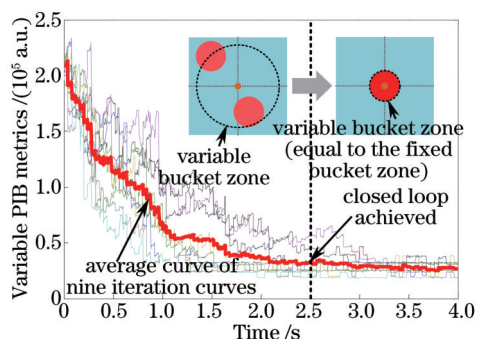 Variable PIB metrics /(10⁵ a.u.)
2.5
2.0
1.5
1.0
0.5
0
variable
bucket zone
variable bucket zone
(equal to the fixed
bucket zone)
closed loop
achieved
average curve of
nine iteration curves
0.5 1.0 1.5 2.0 2.5 3.0 3.5 4.0
Time /s